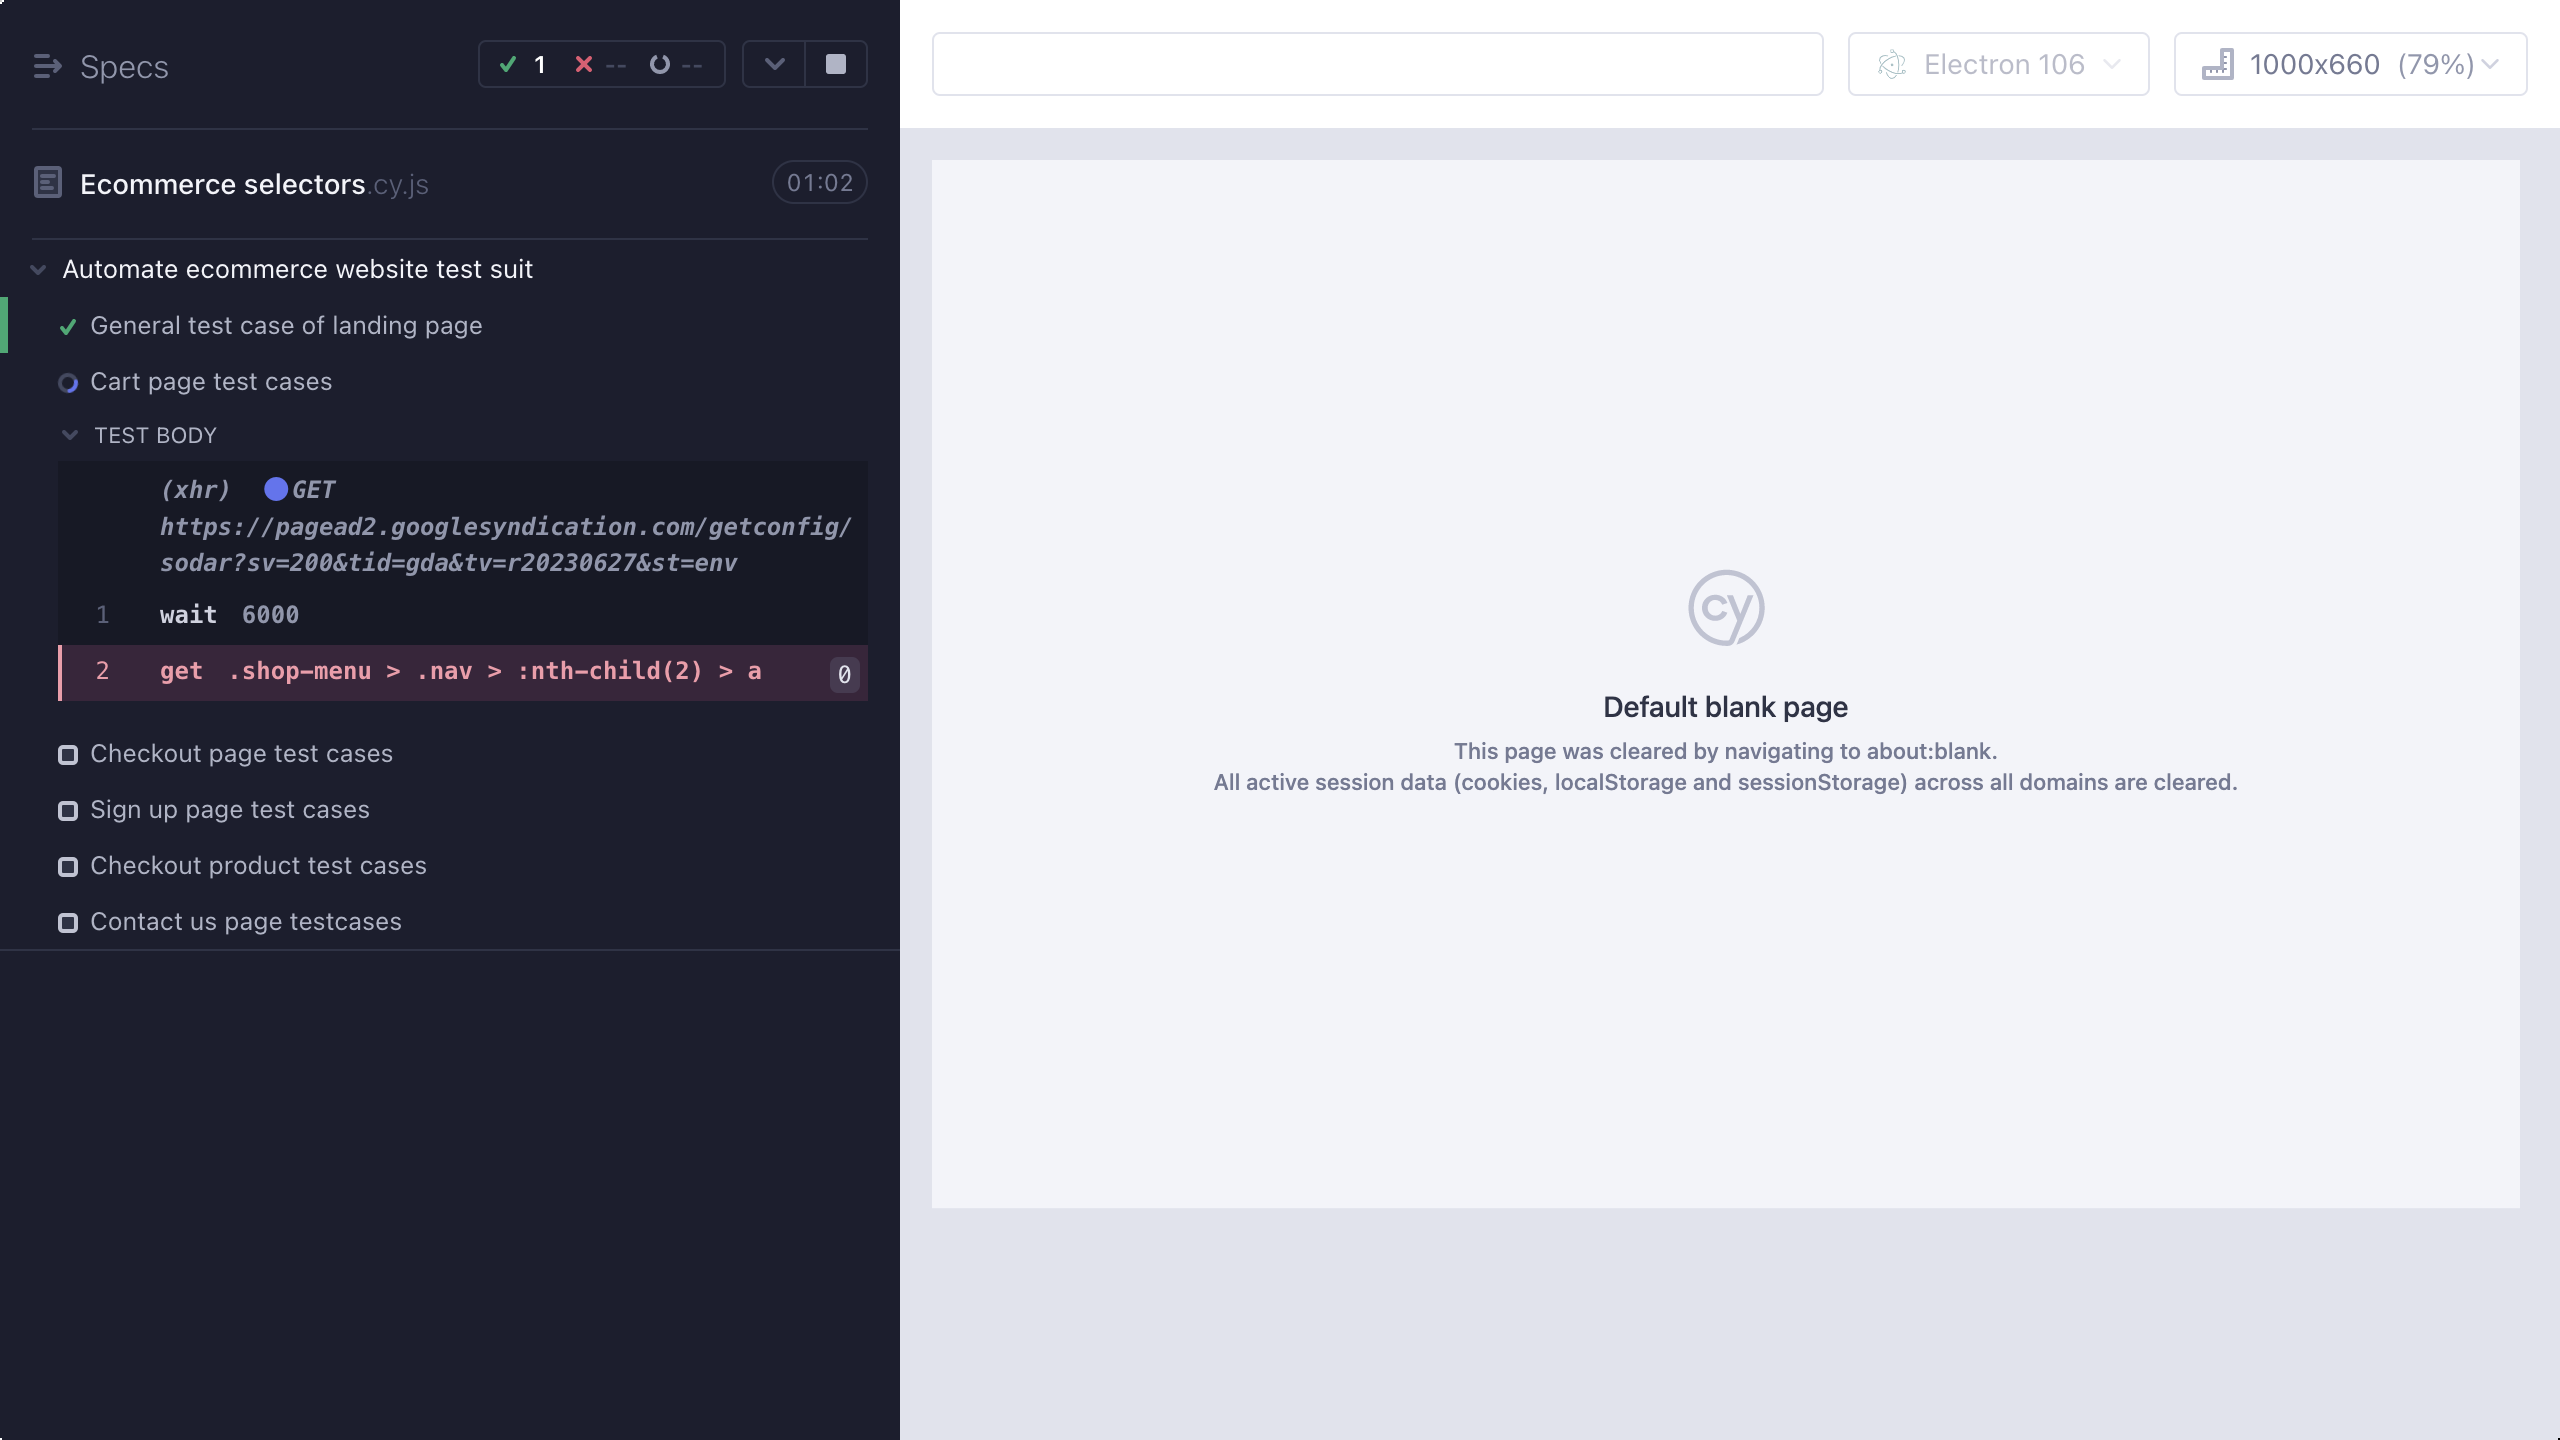 Specs
1 -- --
Ecommerce selectors.cy.js
01:02
Automate ecommerce website test suit
General test case of landing page
Cart page test cases
TEST BODY
(xhr) GET
https://pagead2.googlesyndication.com/getconfig/
sodar?sv=200&tid=gda&tv=r20230627&st=env
1 wait 6000
2 get .shop-menu > .nav > :nth-child(2) > a 0
Checkout page test cases
Sign up page test cases
Checkout product test cases
Contact us page testcases
Electron 106
1000x660 (79%)
cy
Default blank page
This page was cleared by navigating to about:blank.
All active session data (cookies, localStorage and sessionStorage) across all domains are cleared.